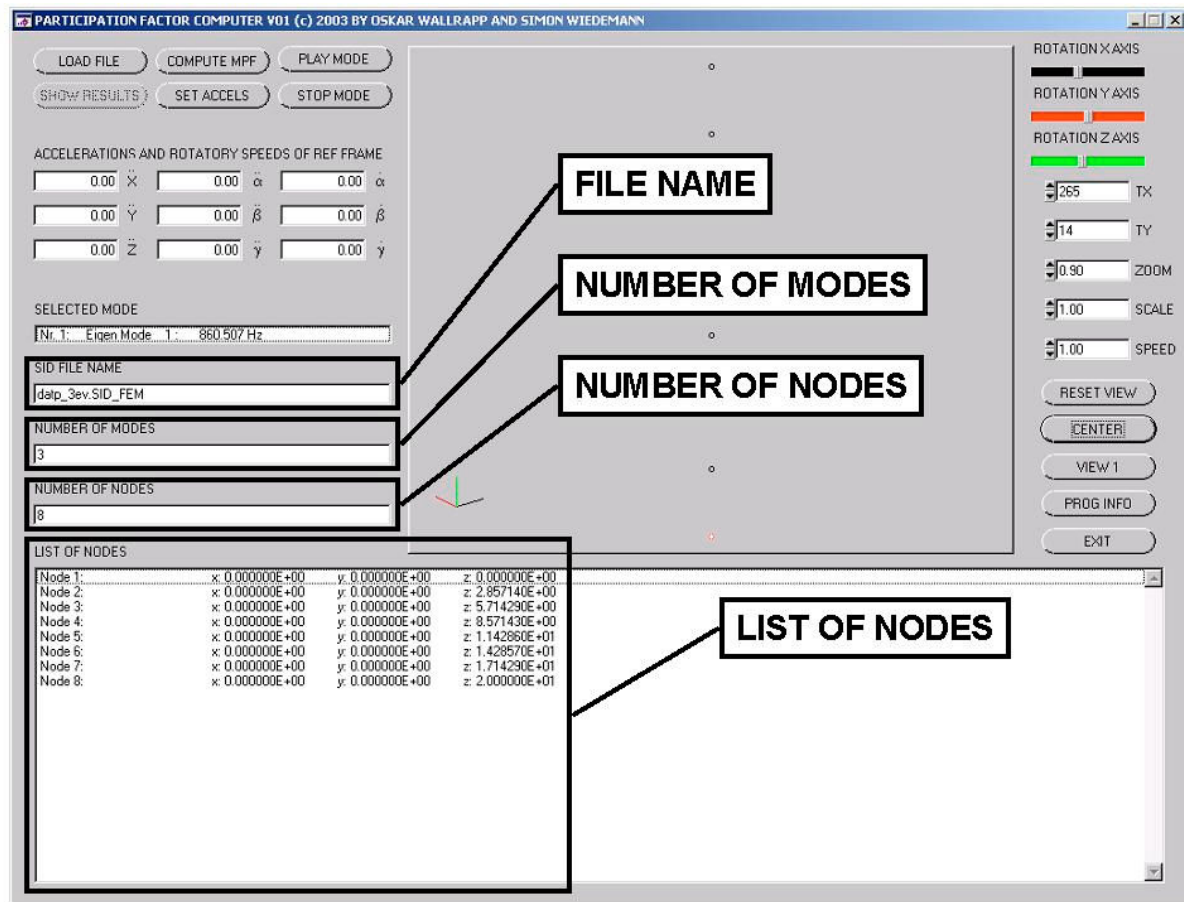 PARTICIPATION FACTOR COMPUTER V01 (c) 2003 BY OSKAR WALLRAPP AND SIMON WIEDEMANN
LOAD FILE
COMPUTE MPF
PLAY MODE
SHOW RESULTS
SET ACCELS
STOP MODE
ACCELERATIONS AND ROTATORY SPEEDS OF REF FRAME
0.00 Ẍ 0.00 α̈ 0.00 α̇
0.00 Ÿ 0.00 β̈ 0.00 β̇
0.00 Z̈ 0.00 γ̈ 0.00 γ̇
SELECTED MODE
Nr. 1: Eigen Mode 1 : 860.507 Hz
SID FILE NAME
datp_3ev.SID_FEM
NUMBER OF MODES
3
NUMBER OF NODES
8
FILE NAME
NUMBER OF MODES
NUMBER OF NODES
ROTATION X AXIS
ROTATION Y AXIS
ROTATION Z AXIS
265 TX
14 TY
0.90 ZOOM
1.00 SCALE
1.00 SPEED
RESET VIEW
CENTER
VIEW 1
PROG INFO
EXIT
LIST OF NODES
Node 1: x: 0.000000E+00 y: 0.000000E+00 z: 0.000000E+00
Node 2: x: 0.000000E+00 y: 0.000000E+00 z: 2.857140E+00
Node 3: x: 0.000000E+00 y: 0.000000E+00 z: 5.714290E+00
Node 4: x: 0.000000E+00 y: 0.000000E+00 z: 8.571430E+00
Node 5: x: 0.000000E+00 y: 0.000000E+00 z: 1.142860E+01
Node 6: x: 0.000000E+00 y: 0.000000E+00 z: 1.428570E+01
Node 7: x: 0.000000E+00 y: 0.000000E+00 z: 1.714290E+01
Node 8: x: 0.000000E+00 y: 0.000000E+00 z: 2.000000E+01
LIST OF NODES